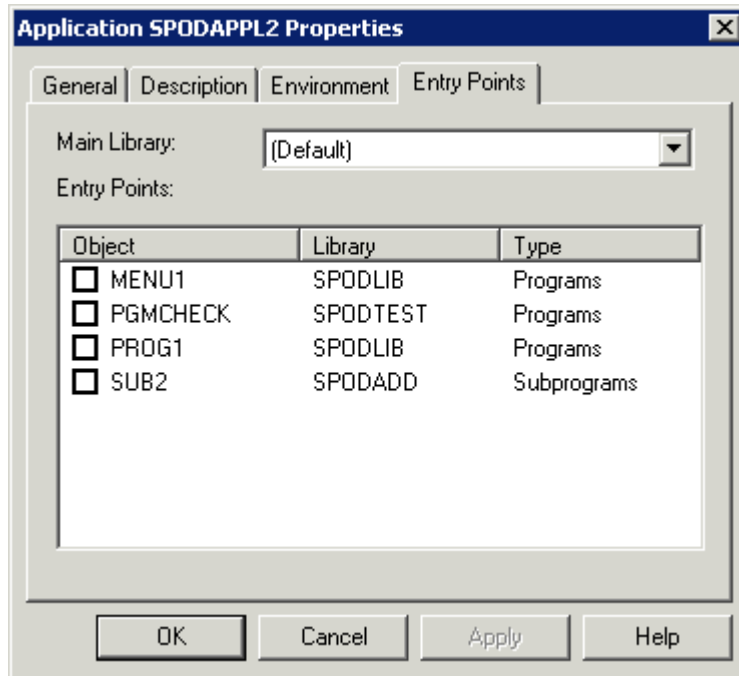 Application SPODAPPL2 Properties
General Description Environment Entry Points
Main Library: (Default)
Entry Points:
Object Library Type
MENU1 SPODLIB Programs
PGMCHECK SPODTEST Programs
PROG1 SPODLIB Programs
SUB2 SPODADD Subprograms
OK Cancel Apply Help